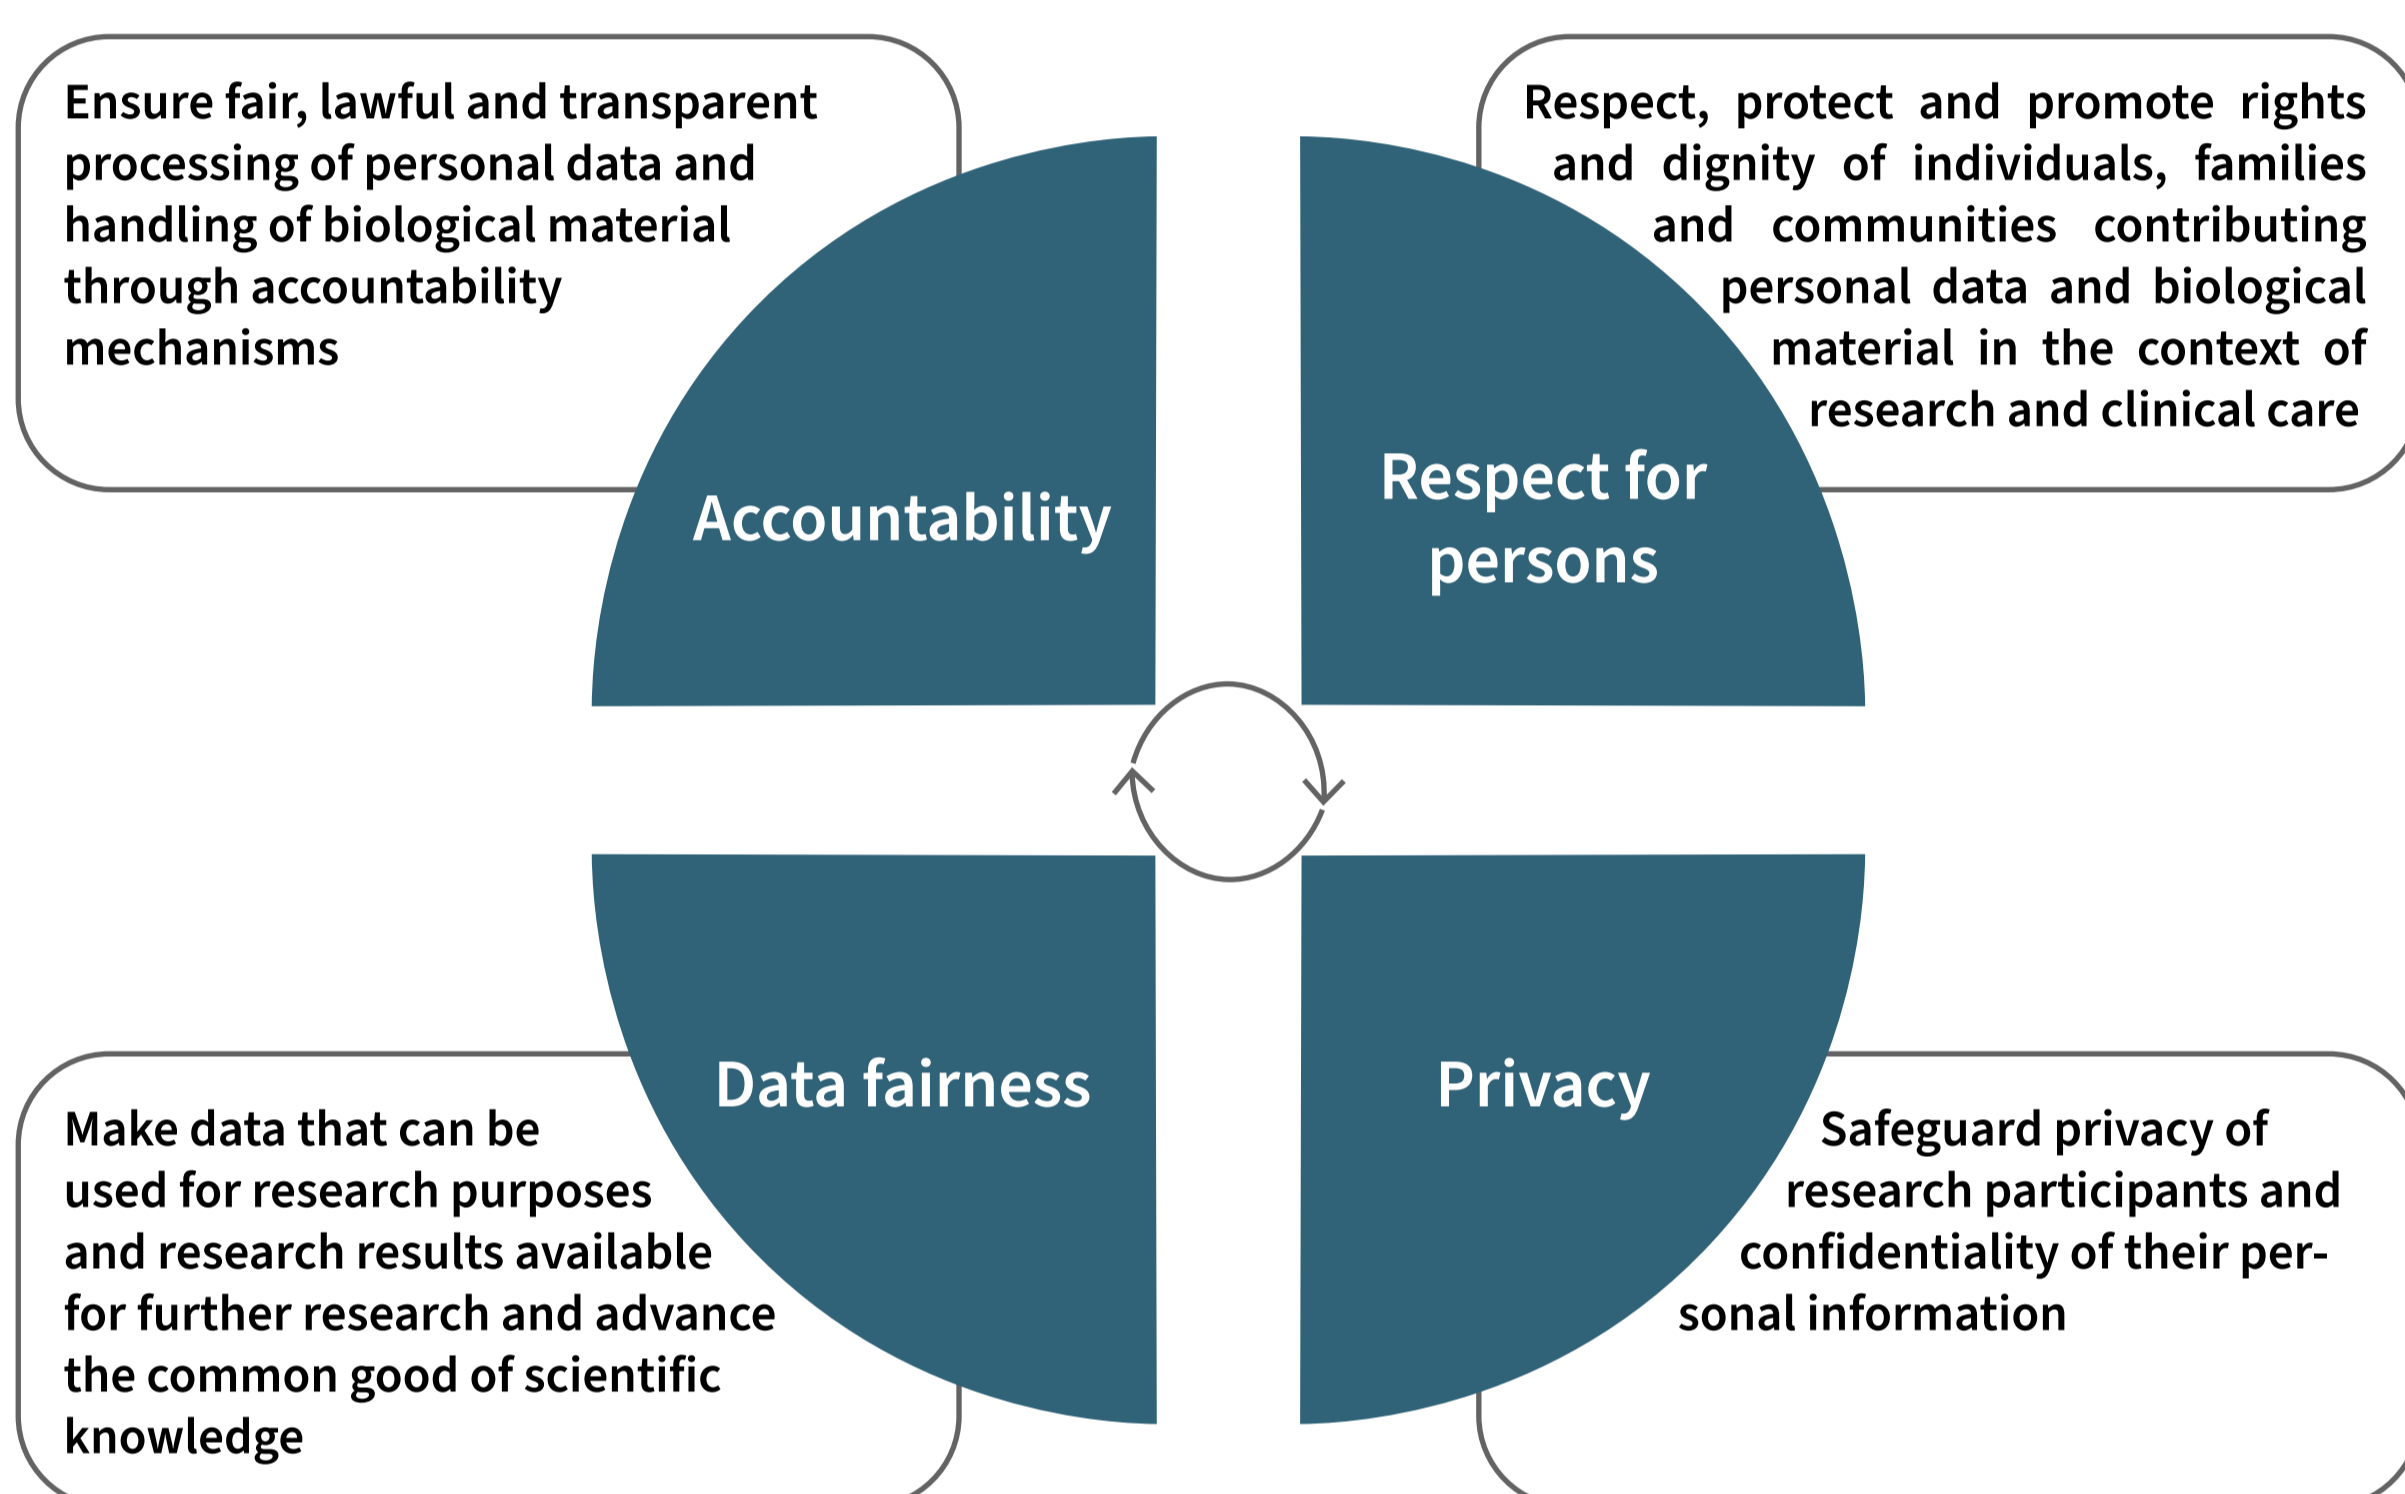 Ensure fair, lawful and transparent
processing of personal data and
handling of biological material
through accountability
mechanisms
Accountability
Respect, protect and promote rights
and dignity of individuals, families
and communities contributing
personal data and biological
material in the context of
research and clinical care
Respect for
persons
Data fairness
Make data that can be
used for research purposes
and research results available
for further research and advance
the common good of scientific
knowledge
Privacy
Safeguard privacy of
research participants and
confidentiality of their per-
sonal information